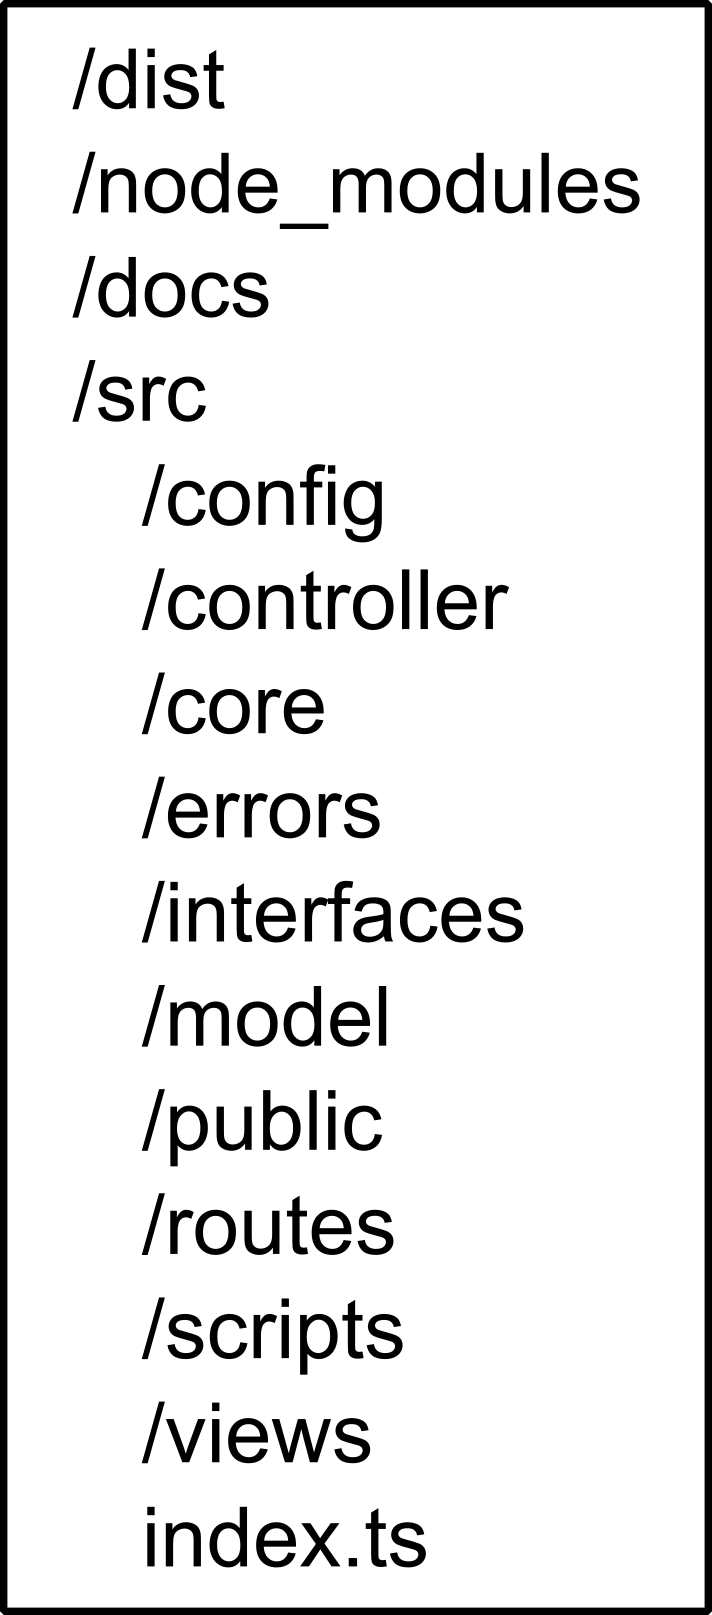 /dist
/node_modules
/docs
/src
/config
/controller
/core
/errors
/interfaces
/model
/public
/routes
/scripts
/views
index.ts